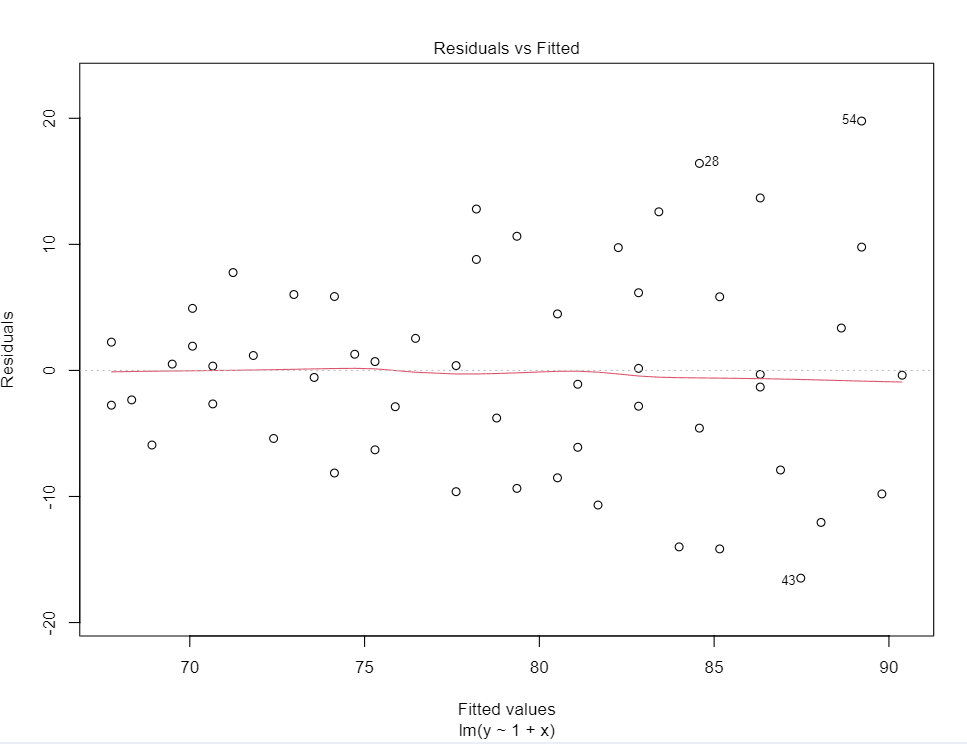 Residuals vs Fitted
20
10
0
-10
-20
Residuals
54
28
43
70 75 80 85 90
Fitted values
lm(y ~ 1 + x)